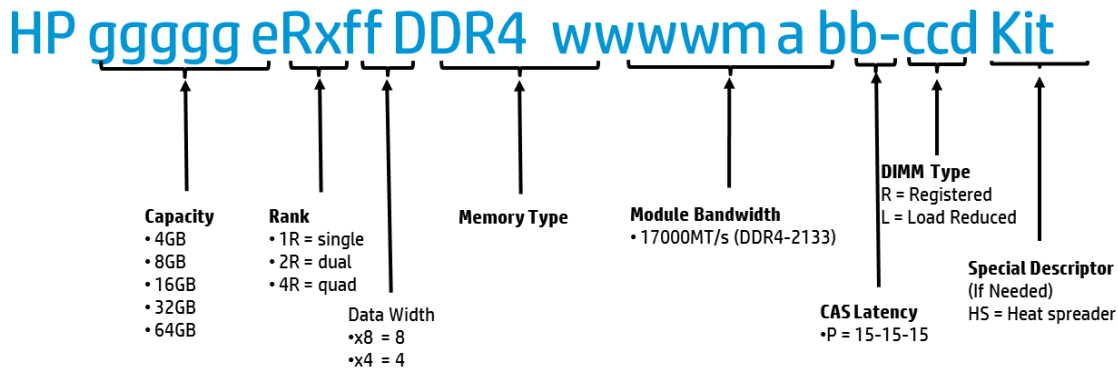 HP ggggg eRxff DDR4 wwwwm a bb-ccd Kit
Capacity
• 4GB
• 8GB
• 16GB
• 32GB
• 64GB
Rank
• 1R = single
• 2R = dual
• 4R = quad
Data Width
•x8 = 8
•x4 = 4
Memory Type
Module Bandwidth
• 17000MT/s (DDR4-2133)
CAS Latency
•P = 15-15-15
DIMM Type
R = Registered
L = Load Reduced
Special Descriptor
(If Needed)
HS = Heat spreader